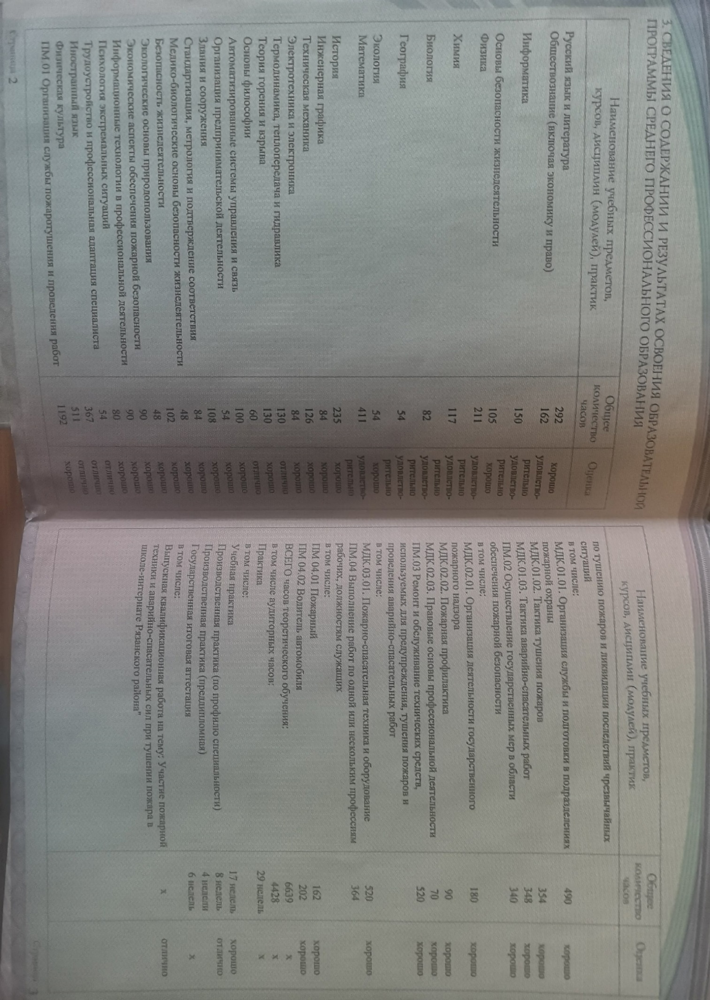 3. СВЕДЕНИЯ О СОДЕРЖАНИИ И РЕЗУЛЬТАТАХ ОСВОЕНИЯ ОБРАЗОВАТЕЛЬНОЙ
ПРОГРАММЫ СРЕДНЕГО ПРОФЕССИОНАЛЬНОГО ОБРАЗОВАНИЯ
Наименование учебных предметов, курсов, дисциплин (модулей), практик Общее количество часов Оценка
Русский язык и литература 292 хорошо
Обществознание (включая экономику и право) 162 удовлетво-
рительно
Информатика 150 удовлетво-
рительно
Основы безопасности жизнедеятельности 105 хорошо
Физика 211 удовлетво-
рительно
Химия 117 удовлетво-
рительно
Биология 82 удовлетво-
рительно
География 54 удовлетво-
рительно
Экология 54 хорошо
Математика 411 удовлетво-
рительно
История 235 хорошо
Инженерная графика 84 хорошо
Техническая механика 126 хорошо
Электротехника и электроника 84 хорошо
Термодинамика, теплопередача и гидравлика 130 отлично
Теория горения и взрыва 130 хорошо
Основы философии 60 отлично
Автоматизированные системы управления и связь 100 хорошо
Организация предпринимательской деятельности 54 хорошо
Здания и сооружения 108 хорошо
Стандартизация, метрология и подтверждение соответствия 84 хорошо
Медико-биологические основы безопасности жизнедеятельности 48 хорошо
Безопасность жизнедеятельности 102 хорошо
Экологические основы природопользования 48 хорошо
Экономические аспекты обеспечения пожарной безопасности 90 хорошо
Информационные технологии в профессиональной деятельности 90 хорошо
Психология экстремальных ситуаций 80 хорошо
Трудоустройство и профессиональная адаптация специалиста 54 отлично
Иностранный язык 367 отлично
Физическая культура 511 отлично
ПМ 01 Организация службы пожаротушения и проведения работ 1192 хорошо
Страница 2
Наименование учебных предметов, курсов, дисциплин (модулей), практик Общее количество часов Оценка
по тушению пожаров и ликвидации последствий чрезвычайных
ситуаций
в том числе:
МДК.01.01. Организация службы и подготовки в подразделениях 490 хорошо
пожарной охраны
МДК.01.02. Тактика тушения пожаров 354 хорошо
МДК.01.03. Тактика аварийно-спасательных работ 348 хорошо
ПМ.02 Осуществление государственных мер в области 340 хорошо
обеспечения пожарной безопасности
в том числе:
МДК.02.01. Организация деятельности государственного 180 хорошо
пожарного надзора
МДК.02.02. Пожарная профилактика 90 хорошо
МДК.02.03. Правовые основы профессиональной деятельности 70 хорошо
ПМ.03 Ремонт и обслуживание технических средств, 520 хорошо
используемых для предупреждения, тушения пожаров и
проведения аварийно-спасательных работ
в том числе:
МДК.03.01. Пожарно-спасательная техника и оборудование 520 хорошо
ПМ.04 Выполнение работ по одной или нескольким профессиям 364
рабочих, должностям служащих
в том числе:
ПМ 04.01 Пожарный 162 хорошо
ПМ 04.02 Водитель автомобиля 202 хорошо
ВСЕГО часов теоретического обучения: 6639 х
в том числе аудиторных часов: 4428 х
Практика 29 недель х
в том числе:
Учебная практика 17 недель хорошо
Производственная практика (по профилю специальности) 8 недель отлично
Производственная практика (преддипломная) 4 недели
Государственная итоговая аттестация 6 недель х
в том числе:
Выпускная квалификационная работа на тему: Участие пожарной х отлично
техники и аварийно-спасательных сил при тушении пожара в
школе-интернате Рязанского района"
Страница 3